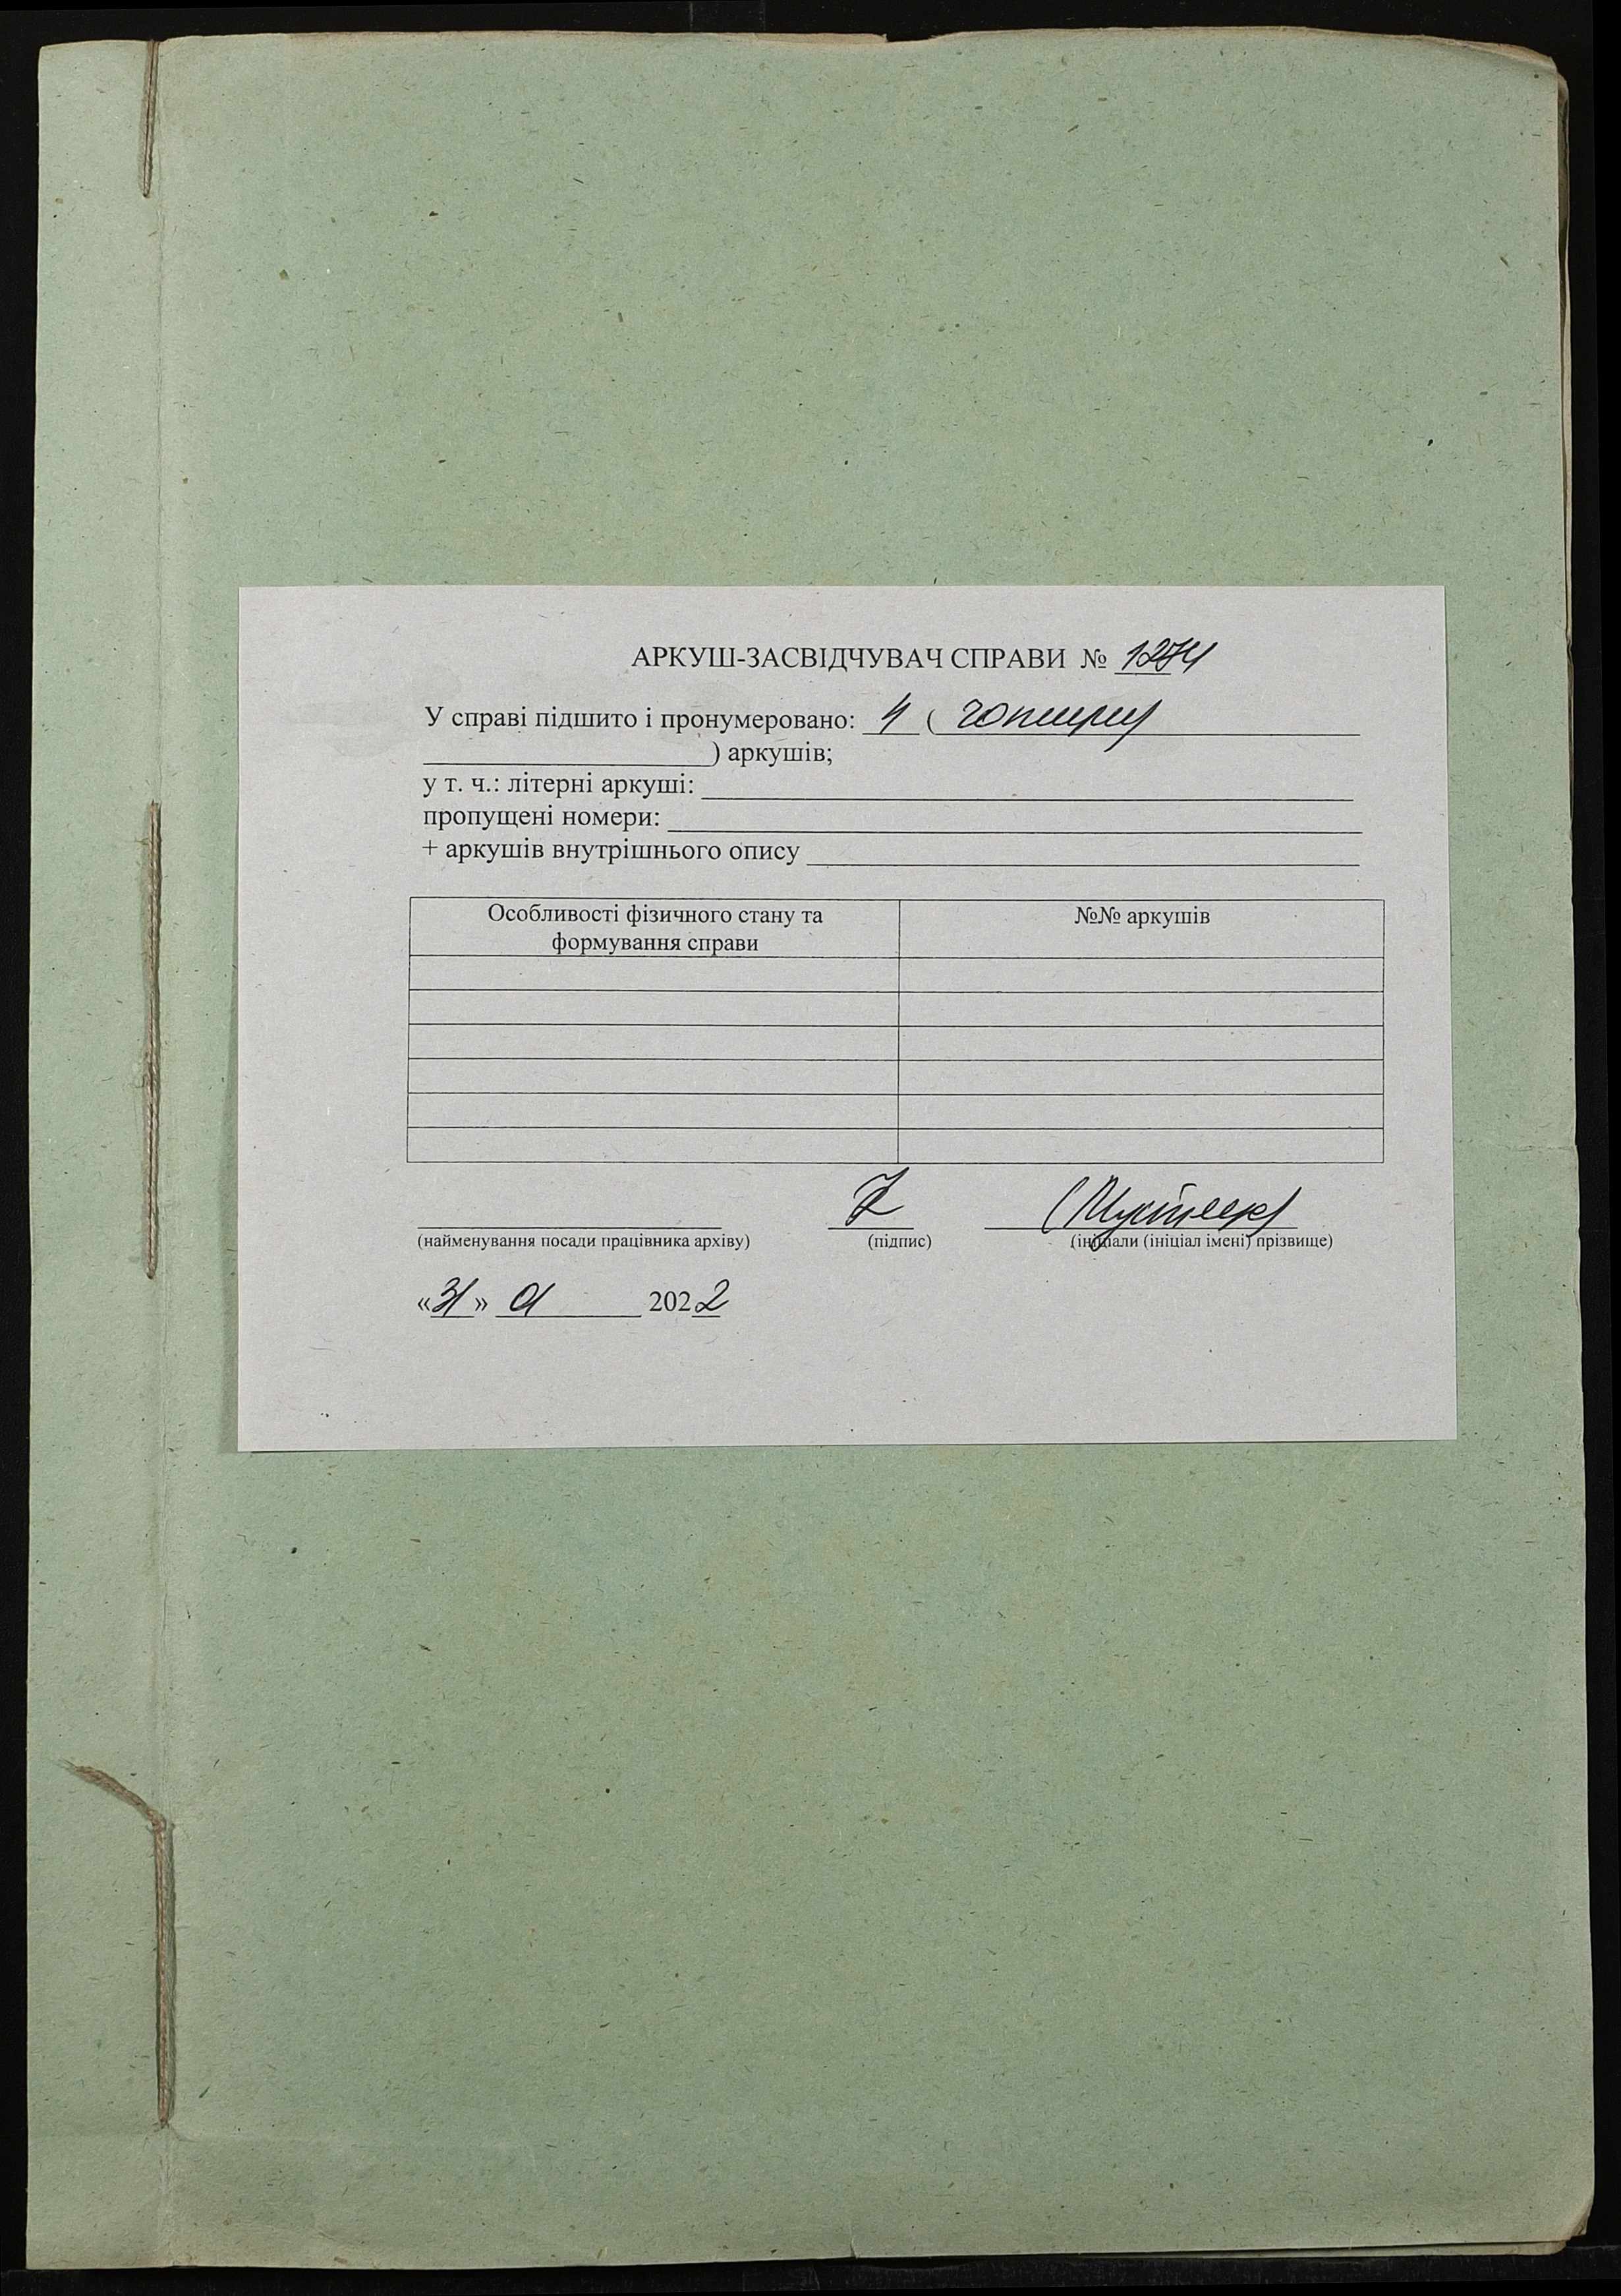 АРКУШ-ЗАСВІДЧУВАЧ СПРАВИ № 1274
У справі підшито і пронумеровано: 4 ( чотири
) аркушів;
у т. ч.: літерні аркуші:
пропущені номери:
+ аркушів внутрішнього опису
Особливості фізичного стану та формування справи
№№ аркушів
(найменування посади працівника архіву)
(підпис)
(ініціали (ініціал імені) прізвище)
«31» 01 2022